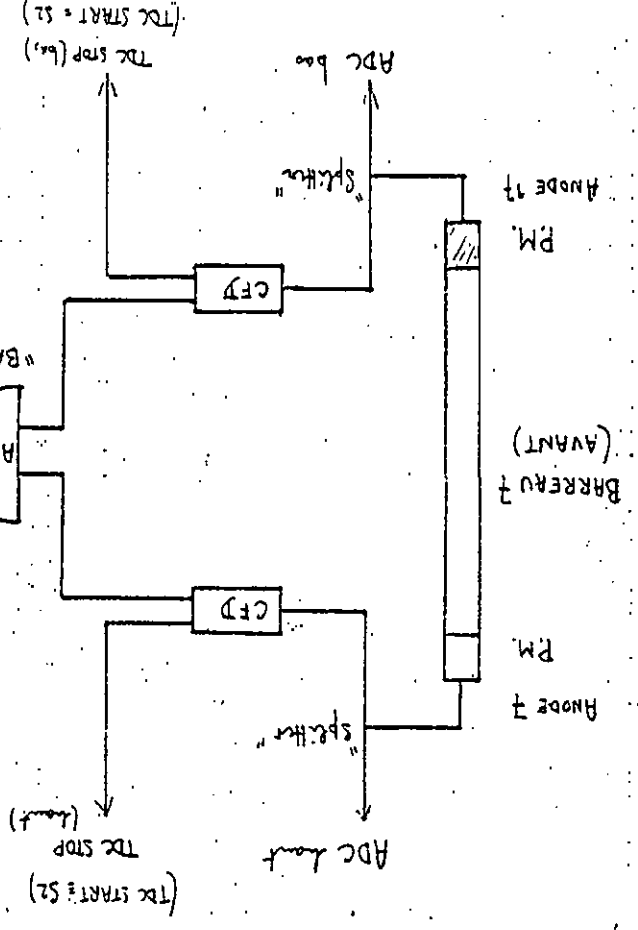 (TDC START ≡ S2)
TDC STOP
(haut)
ADC haut
"Splitter"
ANODE 7
P.M.
CFD
A
BARREAU 7
(AVANT)
"BA
CFD
P.M.
ANODE 17
"Splitter"
ADC bas
TDC STOP (bas)
(TDC START ≡ S2)